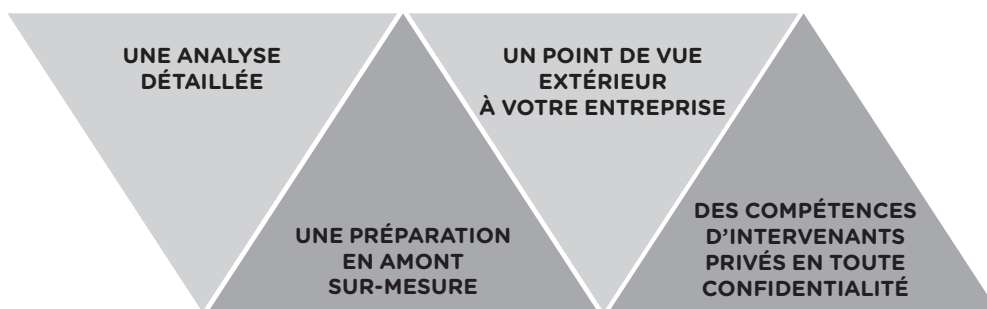 UNE ANALYSE
DÉTAILLÉE
UNE PRÉPARATION
EN AMONT
SUR-MESURE
UN POINT DE VUE
EXTÉRIEUR
À VOTRE ENTREPRISE
DES COMPÉTENCES
D'INTERVENANTS
PRIVÉS EN TOUTE
CONFIDENTIALITÉ